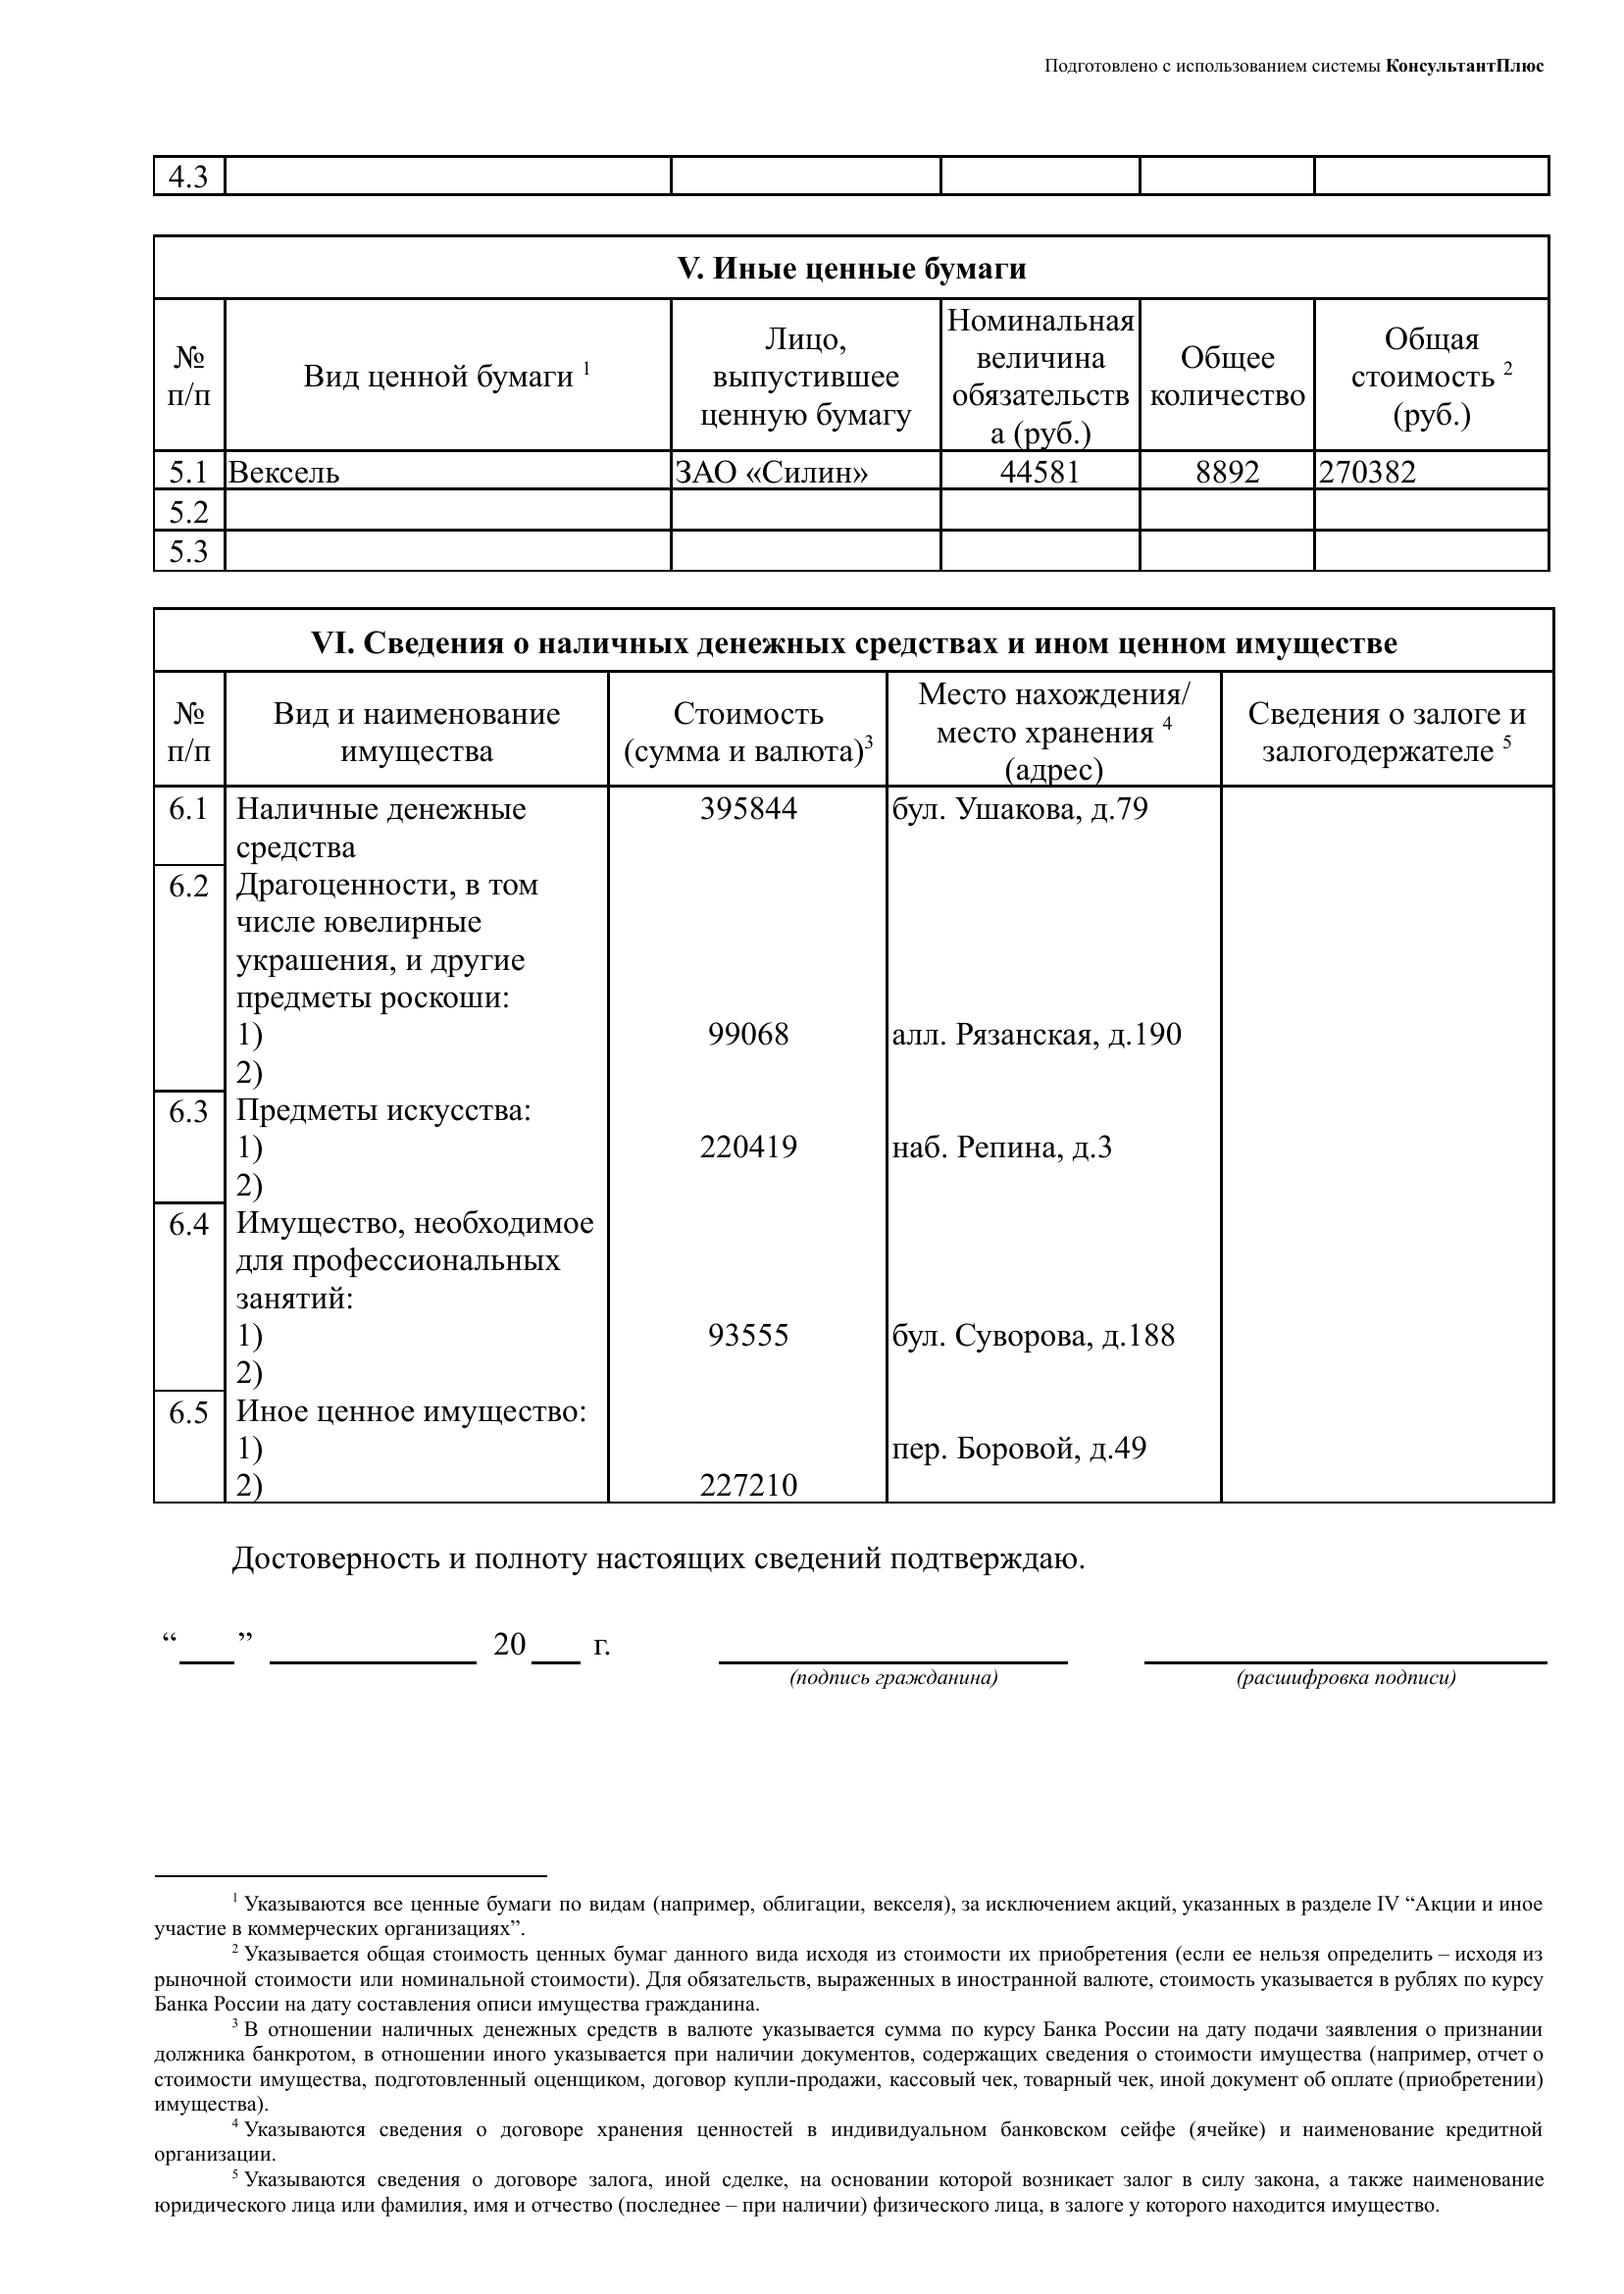 Подготовлено с использованием системы КонсультантПлюс
4.3
V. Иные ценные бумаги
№ п/п
Вид ценной бумаги 1
Лицо, выпустившее ценную бумагу
Номинальная величина обязательств а (руб.)
Общее количество
Общая стоимость 2 (руб.)
5.1 Вексель ЗАО «Силин» 44581 8892 270382
5.2
5.3
VI. Сведения о наличных денежных средствах и ином ценном имуществе
№ п/п
Вид и наименование имущества
Стоимость (сумма и валюта)3
Место нахождения/ место хранения 4 (адрес)
Сведения о залоге и залогодержателе 5
6.1 Наличные денежные 395844 бул. Ушакова, д.79
средства
6.2 Драгоценности, в том
числе ювелирные
украшения, и другие
предметы роскоши:
1) 99068 алл. Рязанская, д.190
2)
6.3 Предметы искусства:
1) 220419 наб. Репина, д.3
2)
6.4 Имущество, необходимое
для профессиональных
занятий:
1) 93555 бул. Суворова, д.188
2)
6.5 Иное ценное имущество:
1) пер. Боровой, д.49
2) 227210
Достоверность и полноту настоящих сведений подтверждаю.
“ ” 20 г.
(подпись гражданина) (расшифровка подписи)
1 Указываются все ценные бумаги по видам (например, облигации, векселя), за исключением акций, указанных в разделе IV “Акции и иное
участие в коммерческих организациях”.
2 Указывается общая стоимость ценных бумаг данного вида исходя из стоимости их приобретения (если ее нельзя определить – исходя из
рыночной стоимости или номинальной стоимости). Для обязательств, выраженных в иностранной валюте, стоимость указывается в рублях по курсу
Банка России на дату составления описи имущества гражданина.
3 В отношении наличных денежных средств в валюте указывается сумма по курсу Банка России на дату подачи заявления о признании
должника банкротом, в отношении иного указывается при наличии документов, содержащих сведения о стоимости имущества (например, отчет о
стоимости имущества, подготовленный оценщиком, договор купли-продажи, кассовый чек, товарный чек, иной документ об оплате (приобретении)
имущества).
4 Указываются сведения о договоре хранения ценностей в индивидуальном банковском сейфе (ячейке) и наименование кредитной
организации.
5 Указываются сведения о договоре залога, иной сделке, на основании которой возникает залог в силу закона, а также наименование
юридического лица или фамилия, имя и отчество (последнее – при наличии) физического лица, в залоге у которого находится имущество.